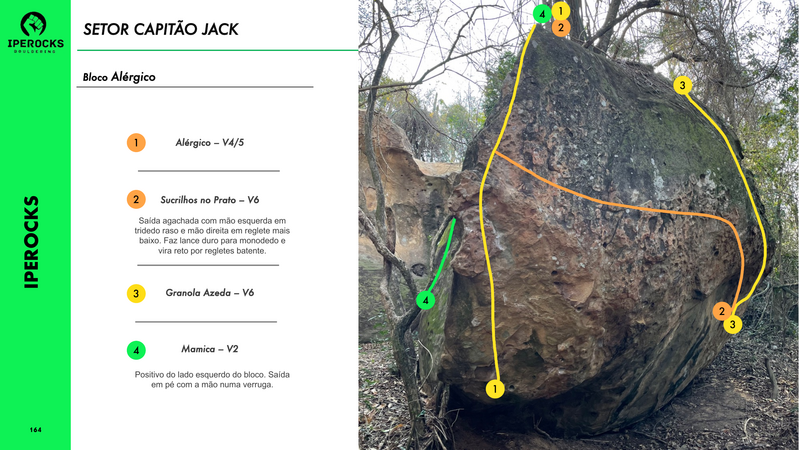 IPEROCKS
BOULDERING
SETOR CAPITÃO JACK
Bloco Alérgico
1 Alérgico – V4/5
2 Sucrilhos no Prato – V6
Saída agachada com mão esquerda em
tridedo raso e mão direita em reglete mais
baixo. Faz lance duro para monodedo e
vira reto por regletes batente.
3 Granola Azeda – V6
4 Mamica – V2
Positivo do lado esquerdo do bloco. Saída
em pé com a mão numa verruga.
IPEROCKS
164
4 1
2
3
4
2
3
1